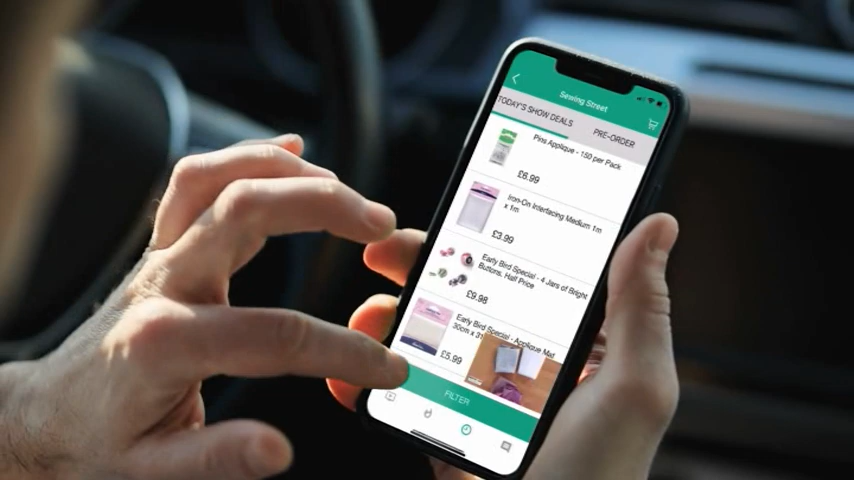 Sewing Street
TODAY'S SHOW DEALS
PRE-ORDER
Pins Applique - 150 per Pack
£6.99
Iron-On Interfacing Medium 1m
x 1m
£3.99
Early Bird Special - 4 Jars of Bright
Buttons. Half Price
£9.98
Early Bird Special - Applique Mat
30cm x
£5.99
FILTER